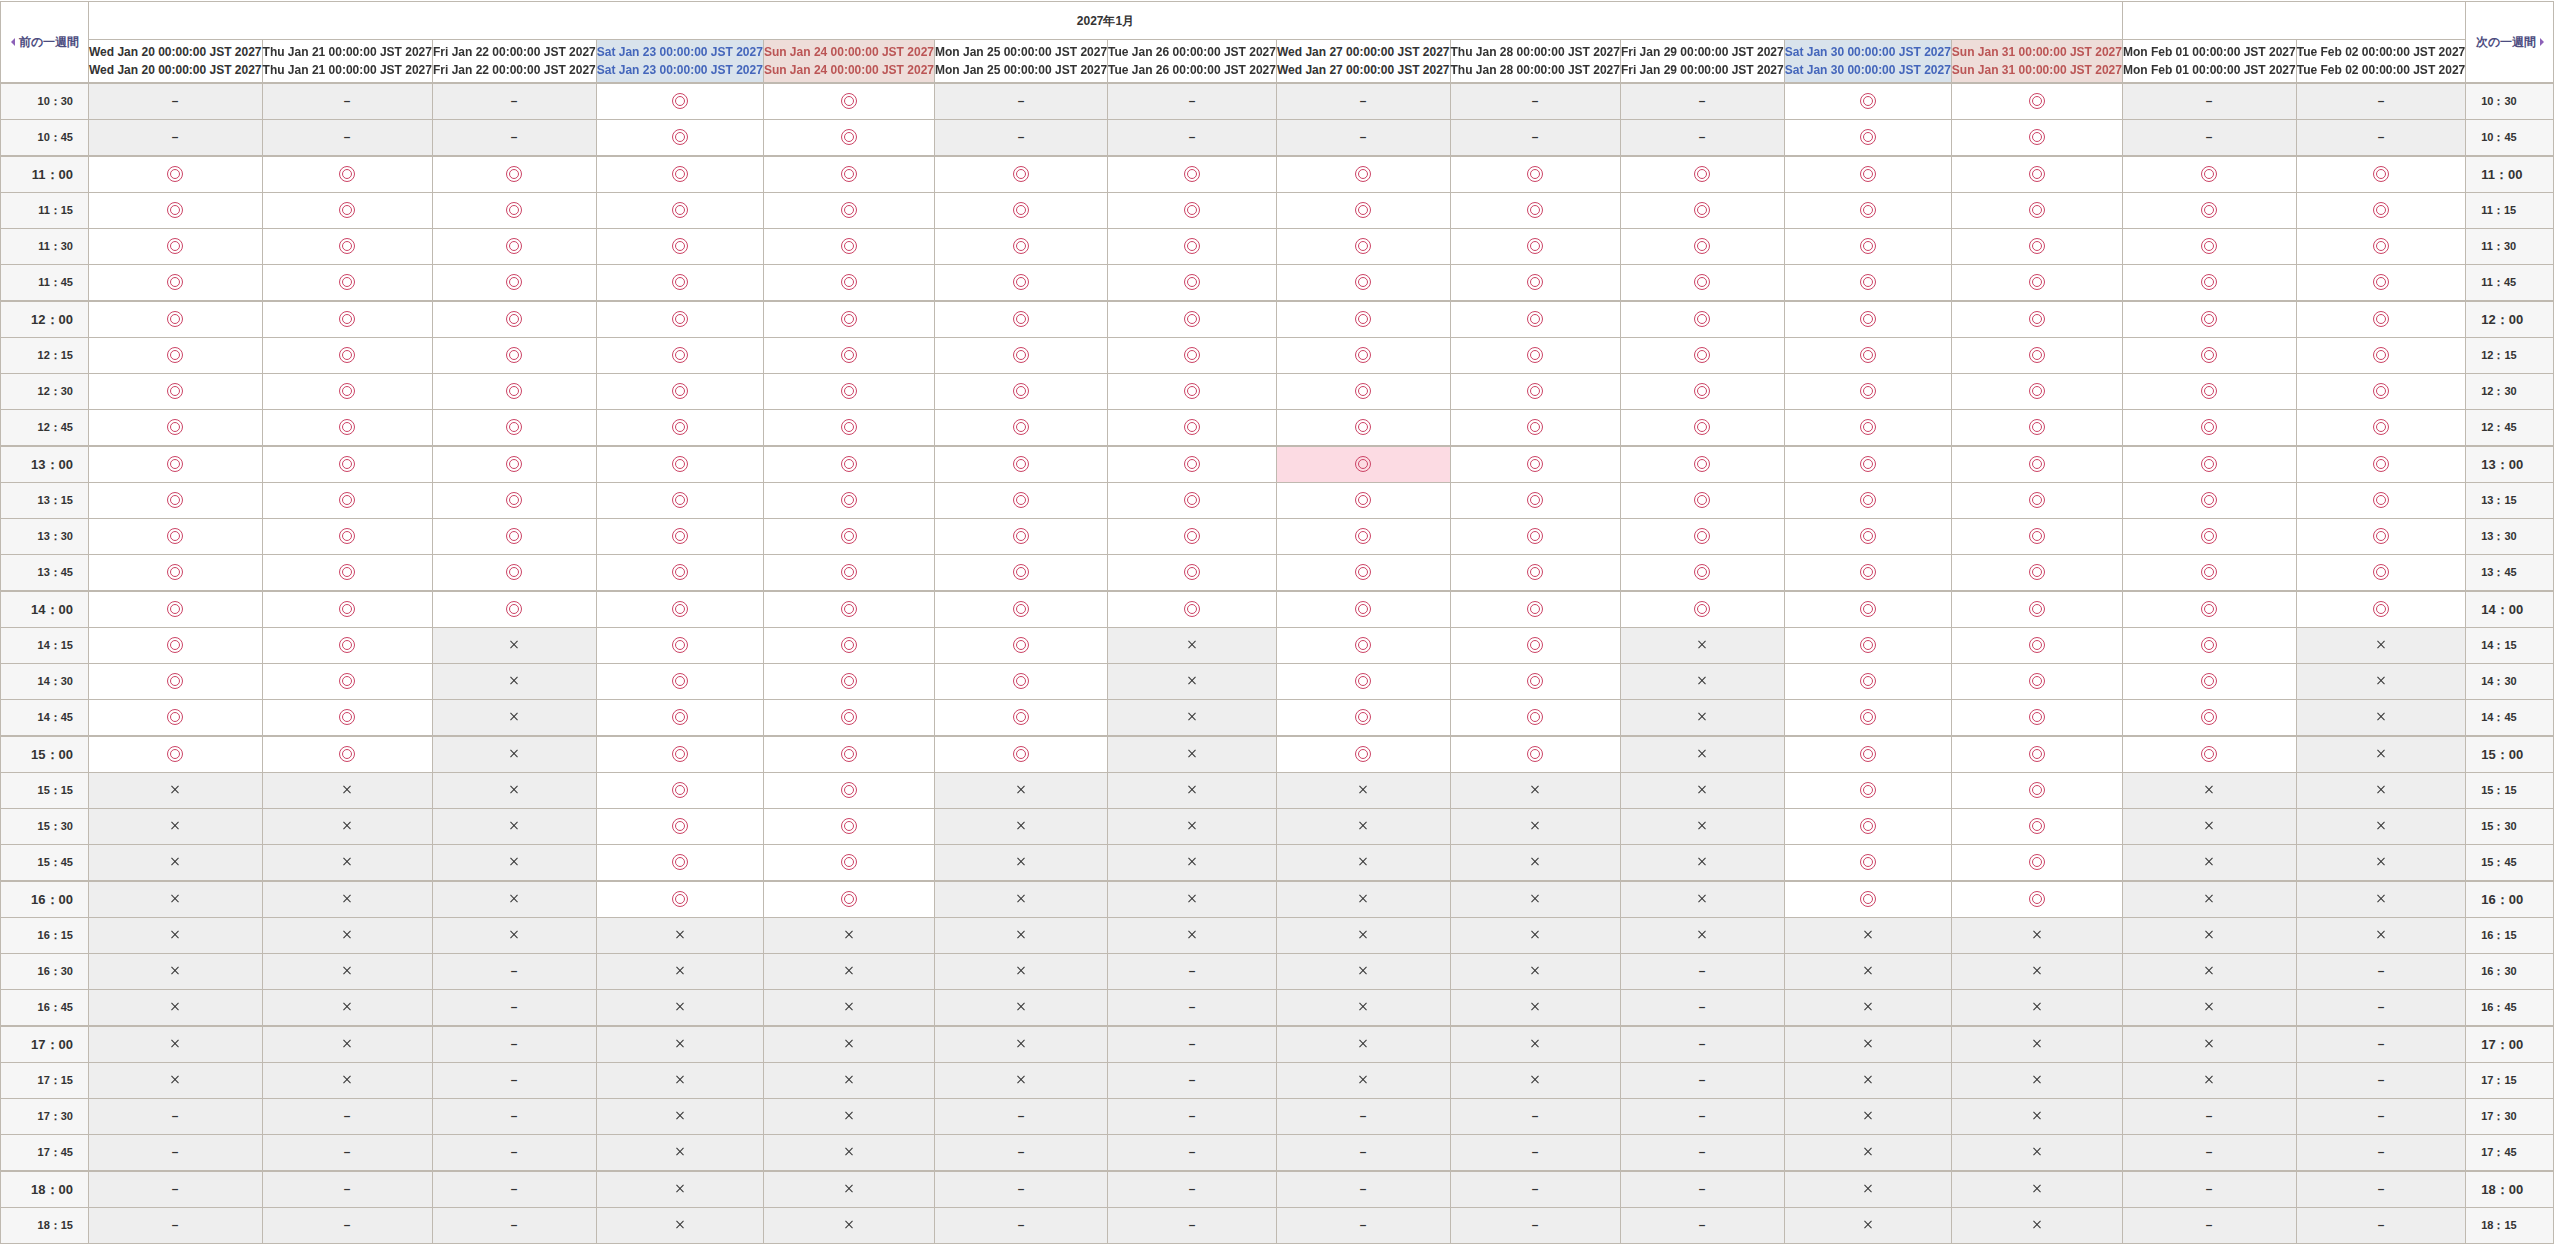 前の一週間 2027年1月 次の一週間
Wed Jan 20 00:00:00 JST 2027 Thu Jan 21 00:00:00 JST 2027 Fri Jan 22 00:00:00 JST 2027 Sat Jan 23 00:00:00 JST 2027 Sun Jan 24 00:00:00 JST 2027 Mon Jan 25 00:00:00 JST 2027 Tue Jan 26 00:00:00 JST 2027 Wed Jan 27 00:00:00 JST 2027 Thu Jan 28 00:00:00 JST 2027 Fri Jan 29 00:00:00 JST 2027 Sat Jan 30 00:00:00 JST 2027 Sun Jan 31 00:00:00 JST 2027 Mon Feb 01 00:00:00 JST 2027 Tue Feb 02 00:00:00 JST 2027
Wed Jan 20 00:00:00 JST 2027 Thu Jan 21 00:00:00 JST 2027 Fri Jan 22 00:00:00 JST 2027 Sat Jan 23 00:00:00 JST 2027 Sun Jan 24 00:00:00 JST 2027 Mon Jan 25 00:00:00 JST 2027 Tue Jan 26 00:00:00 JST 2027 Wed Jan 27 00:00:00 JST 2027 Thu Jan 28 00:00:00 JST 2027 Fri Jan 29 00:00:00 JST 2027 Sat Jan 30 00:00:00 JST 2027 Sun Jan 31 00:00:00 JST 2027 Mon Feb 01 00:00:00 JST 2027 Tue Feb 02 00:00:00 JST 2027
10：30 － － － ◎ ◎ － － － － － ◎ ◎ － － 10：30
10：45 － － － ◎ ◎ － － － － － ◎ ◎ － － 10：45
11：00 ◎ ◎ ◎ ◎ ◎ ◎ ◎ ◎ ◎ ◎ ◎ ◎ ◎ ◎ 11：00
11：15 ◎ ◎ ◎ ◎ ◎ ◎ ◎ ◎ ◎ ◎ ◎ ◎ ◎ ◎ 11：15
11：30 ◎ ◎ ◎ ◎ ◎ ◎ ◎ ◎ ◎ ◎ ◎ ◎ ◎ ◎ 11：30
11：45 ◎ ◎ ◎ ◎ ◎ ◎ ◎ ◎ ◎ ◎ ◎ ◎ ◎ ◎ 11：45
12：00 ◎ ◎ ◎ ◎ ◎ ◎ ◎ ◎ ◎ ◎ ◎ ◎ ◎ ◎ 12：00
12：15 ◎ ◎ ◎ ◎ ◎ ◎ ◎ ◎ ◎ ◎ ◎ ◎ ◎ ◎ 12：15
12：30 ◎ ◎ ◎ ◎ ◎ ◎ ◎ ◎ ◎ ◎ ◎ ◎ ◎ ◎ 12：30
12：45 ◎ ◎ ◎ ◎ ◎ ◎ ◎ ◎ ◎ ◎ ◎ ◎ ◎ ◎ 12：45
13：00 ◎ ◎ ◎ ◎ ◎ ◎ ◎ ◎ ◎ ◎ ◎ ◎ ◎ ◎ 13：00
13：15 ◎ ◎ ◎ ◎ ◎ ◎ ◎ ◎ ◎ ◎ ◎ ◎ ◎ ◎ 13：15
13：30 ◎ ◎ ◎ ◎ ◎ ◎ ◎ ◎ ◎ ◎ ◎ ◎ ◎ ◎ 13：30
13：45 ◎ ◎ ◎ ◎ ◎ ◎ ◎ ◎ ◎ ◎ ◎ ◎ ◎ ◎ 13：45
14：00 ◎ ◎ ◎ ◎ ◎ ◎ ◎ ◎ ◎ ◎ ◎ ◎ ◎ ◎ 14：00
14：15 ◎ ◎ × ◎ ◎ ◎ × ◎ ◎ × ◎ ◎ ◎ × 14：15
14：30 ◎ ◎ × ◎ ◎ ◎ × ◎ ◎ × ◎ ◎ ◎ × 14：30
14：45 ◎ ◎ × ◎ ◎ ◎ × ◎ ◎ × ◎ ◎ ◎ × 14：45
15：00 ◎ ◎ × ◎ ◎ ◎ × ◎ ◎ × ◎ ◎ ◎ × 15：00
15：15 × × × ◎ ◎ × × × × × ◎ ◎ × × 15：15
15：30 × × × ◎ ◎ × × × × × ◎ ◎ × × 15：30
15：45 × × × ◎ ◎ × × × × × ◎ ◎ × × 15：45
16：00 × × × ◎ ◎ × × × × × ◎ ◎ × × 16：00
16：15 × × × × × × × × × × × × × × 16：15
16：30 × × － × × × － × × － × × × － 16：30
16：45 × × － × × × － × × － × × × － 16：45
17：00 × × － × × × － × × － × × × － 17：00
17：15 × × － × × × － × × － × × × － 17：15
17：30 － － － × × － － － － － × × － － 17：30
17：45 － － － × × － － － － － × × － － 17：45
18：00 － － － × × － － － － － × × － － 18：00
18：15 － － － × × － － － － － × × － － 18：15